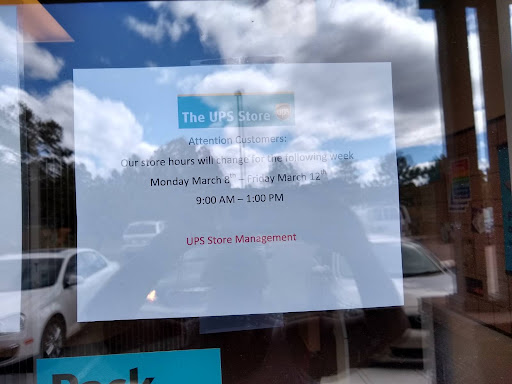 The UPS Store
Attention Customers:
Our store hours will change for the following week
Monday March 8th – Friday March 12th
9:00 AM – 1:00 PM
UPS Store Management
Pack